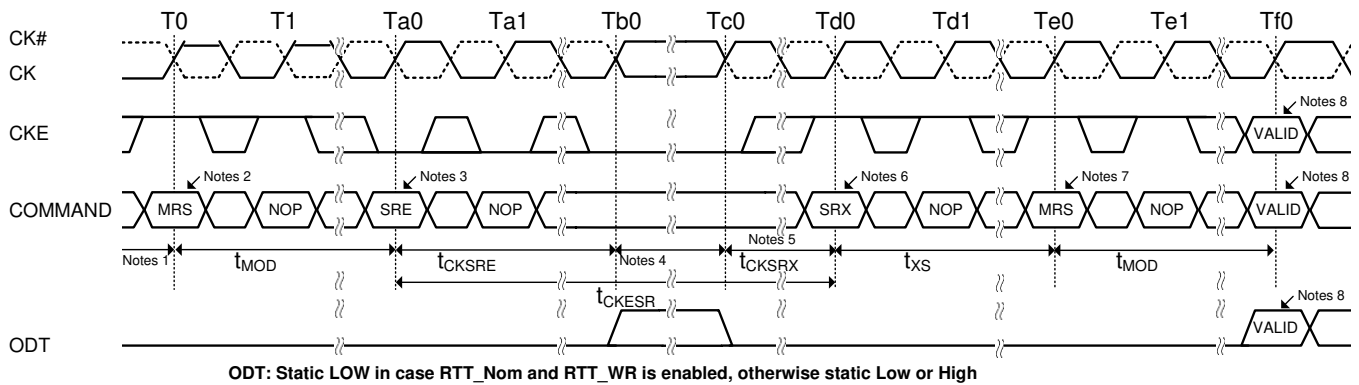 T0 T1 Ta0 Ta1 Tb0 Tc0 Td0 Td1 Te0 Te1 Tf0
CK#
CK
Notes 8
CKE
VALID
Notes 2 Notes 3 Notes 6 Notes 7 Notes 8
COMMAND MRS NOP SRE NOP SRX NOP MRS NOP VALID
Notes 1 tMOD tCKSRE Notes 4 Notes 5 tCKSRX tXS tMOD
tCKESR
Notes 8
VALID
ODT
ODT: Static LOW in case RTT_Nom and RTT_WR is enabled, otherwise static Low or High